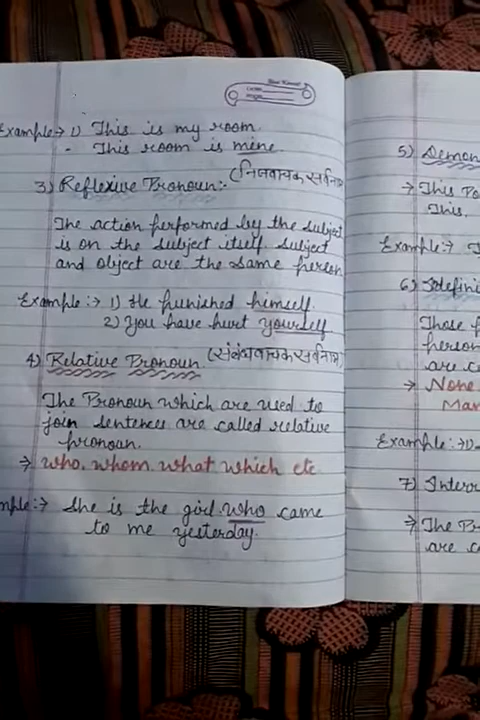 Example:→ 1) This is my room.
- This room is mine.
3) Reflexive Pronoun:- (निजवाचक सर्वनाम
The action performed by the subject
is on the subject itself. Subject
and object are the same person
Example:→ 1) He punished himself.
2) You have hurt yourself
4) Relative Pronoun (संबंधवाचक सर्वनाम)
The Pronoun which are used to
join sentences are called relative
pronoun.
→ who, whom, what which etc
mple:→ She is the girl who came
to me yesterday.
5) Demon
→ This Po
This.
Example:→
6) Indefini
Those
person
are c
→ None
Man
Example:→1)
7) Interr
→ The Pr
are c